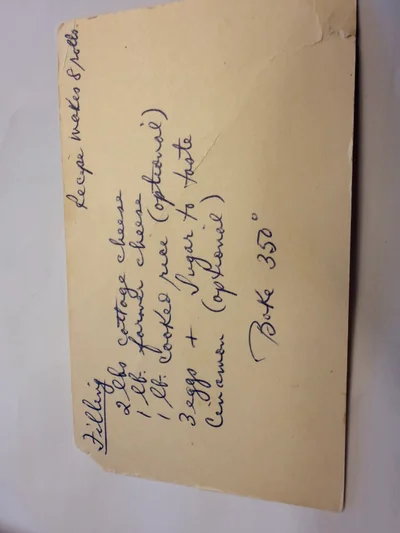 Recipe makes 8 rolls.
Filling
2 lbs cottage cheese
1 lb. farmer cheese
1 lb. cooked rice (optional)
3 eggs + Sugar to taste
Cinamon (optional)
Bake 350°